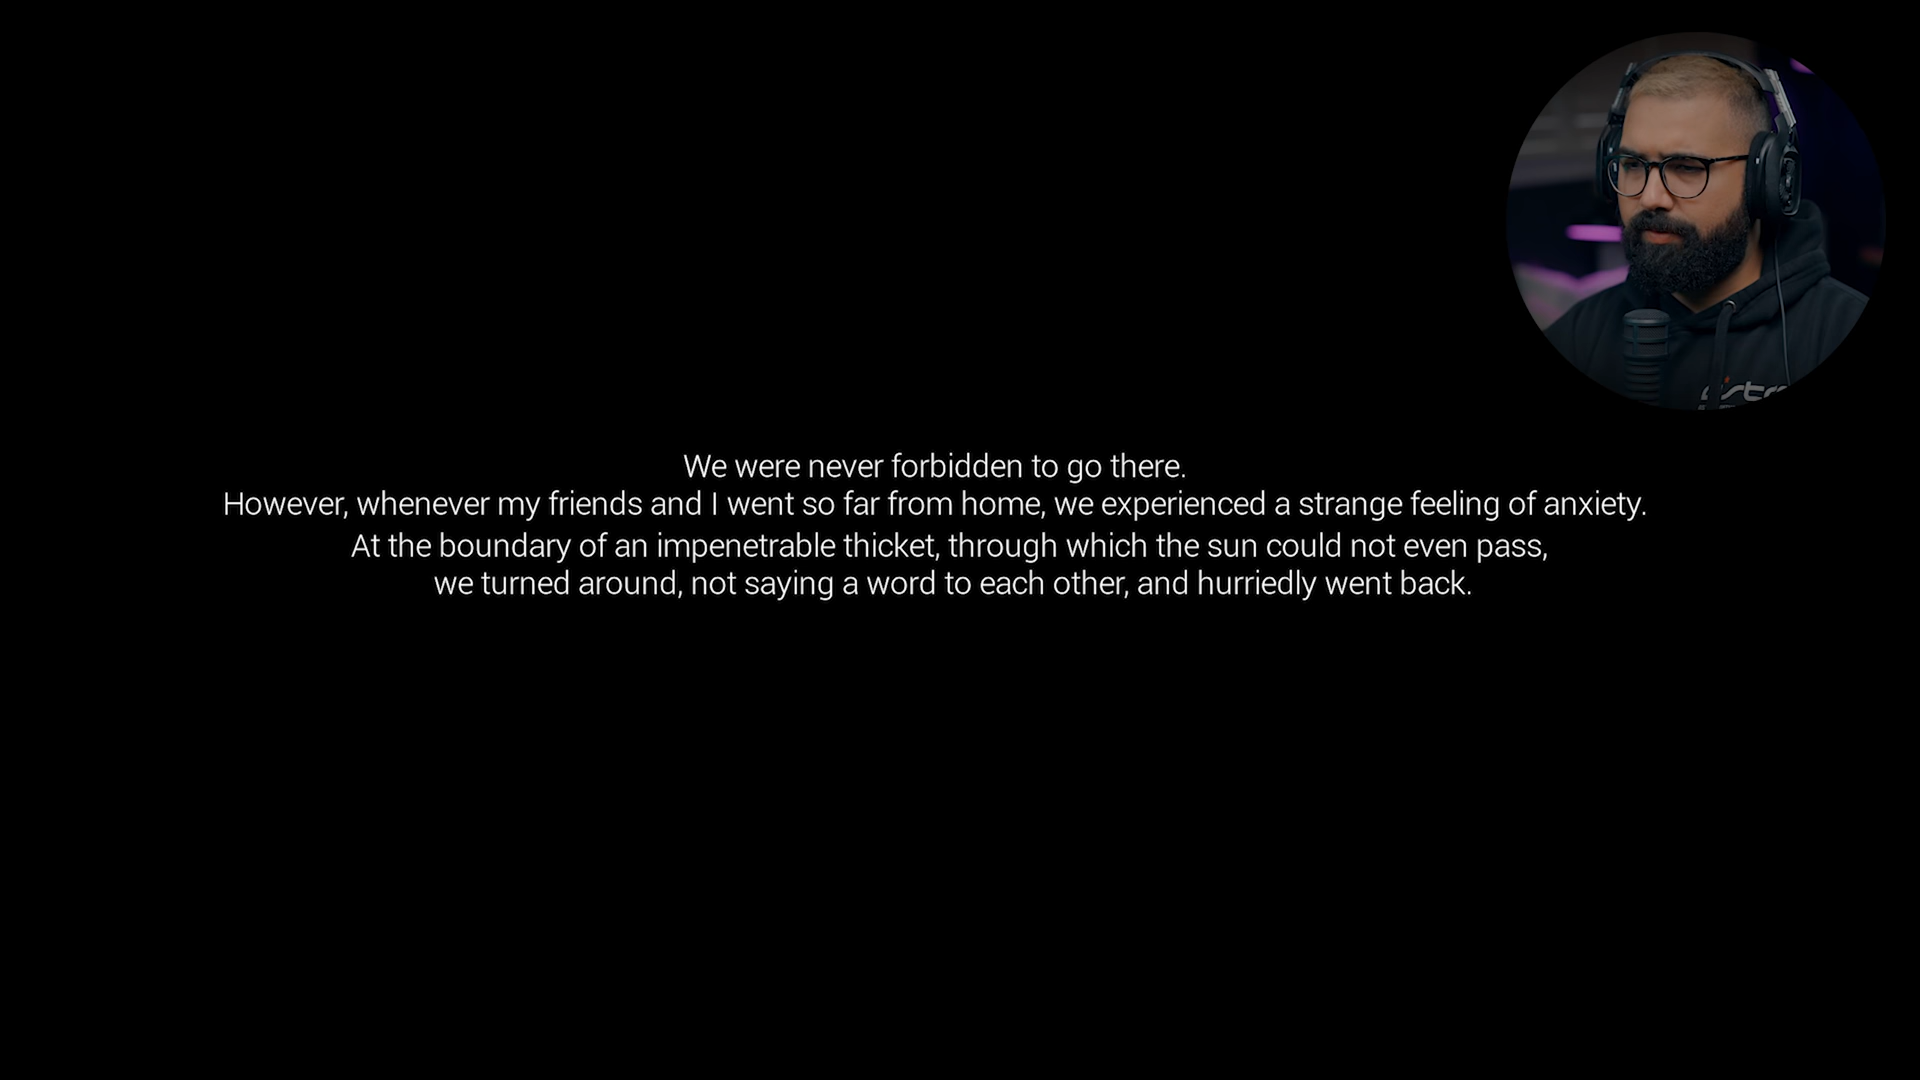 We were never forbidden to go there.
However, whenever my friends and I went so far from home, we experienced a strange feeling of anxiety.
At the boundary of an impenetrable thicket, through which the sun could not even pass,
we turned around, not saying a word to each other, and hurriedly went back.